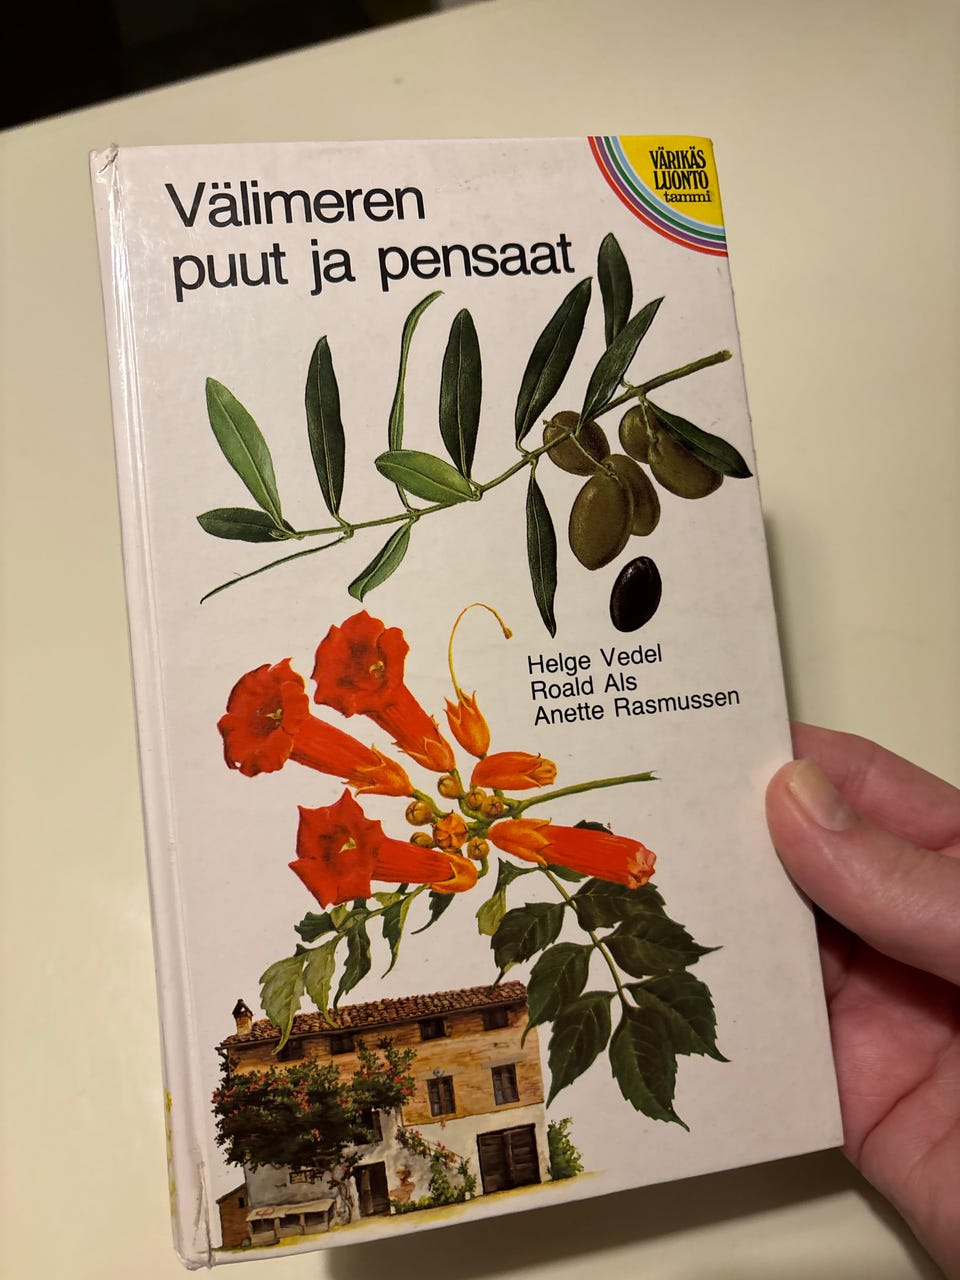 Välimeren
puut ja pensaat
VÄRIKÄS
LUONTO
tammi
Helge Vedel
Roald Als
Anette Rasmussen